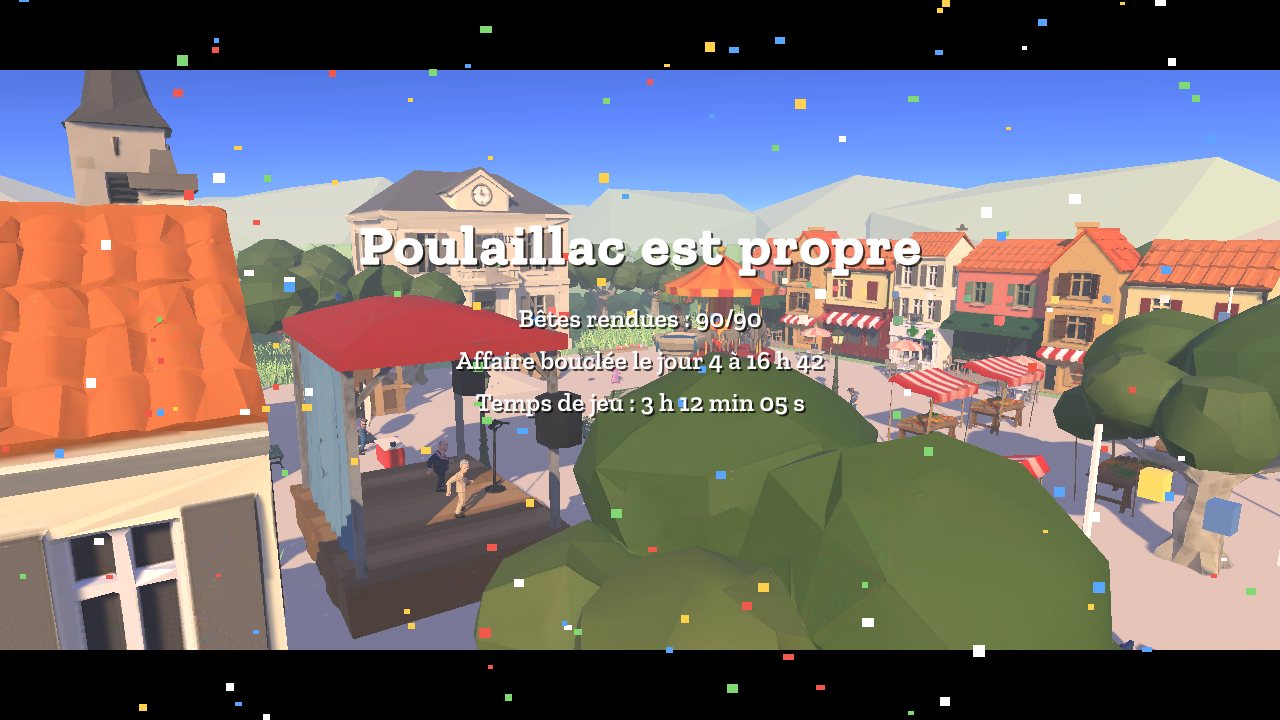 Poulaillac est propre
Bêtes rendues : 90/90
Affaire bouclée le jour 4 à 16 h 42
Temps de jeu : 3 h 12 min 05 s